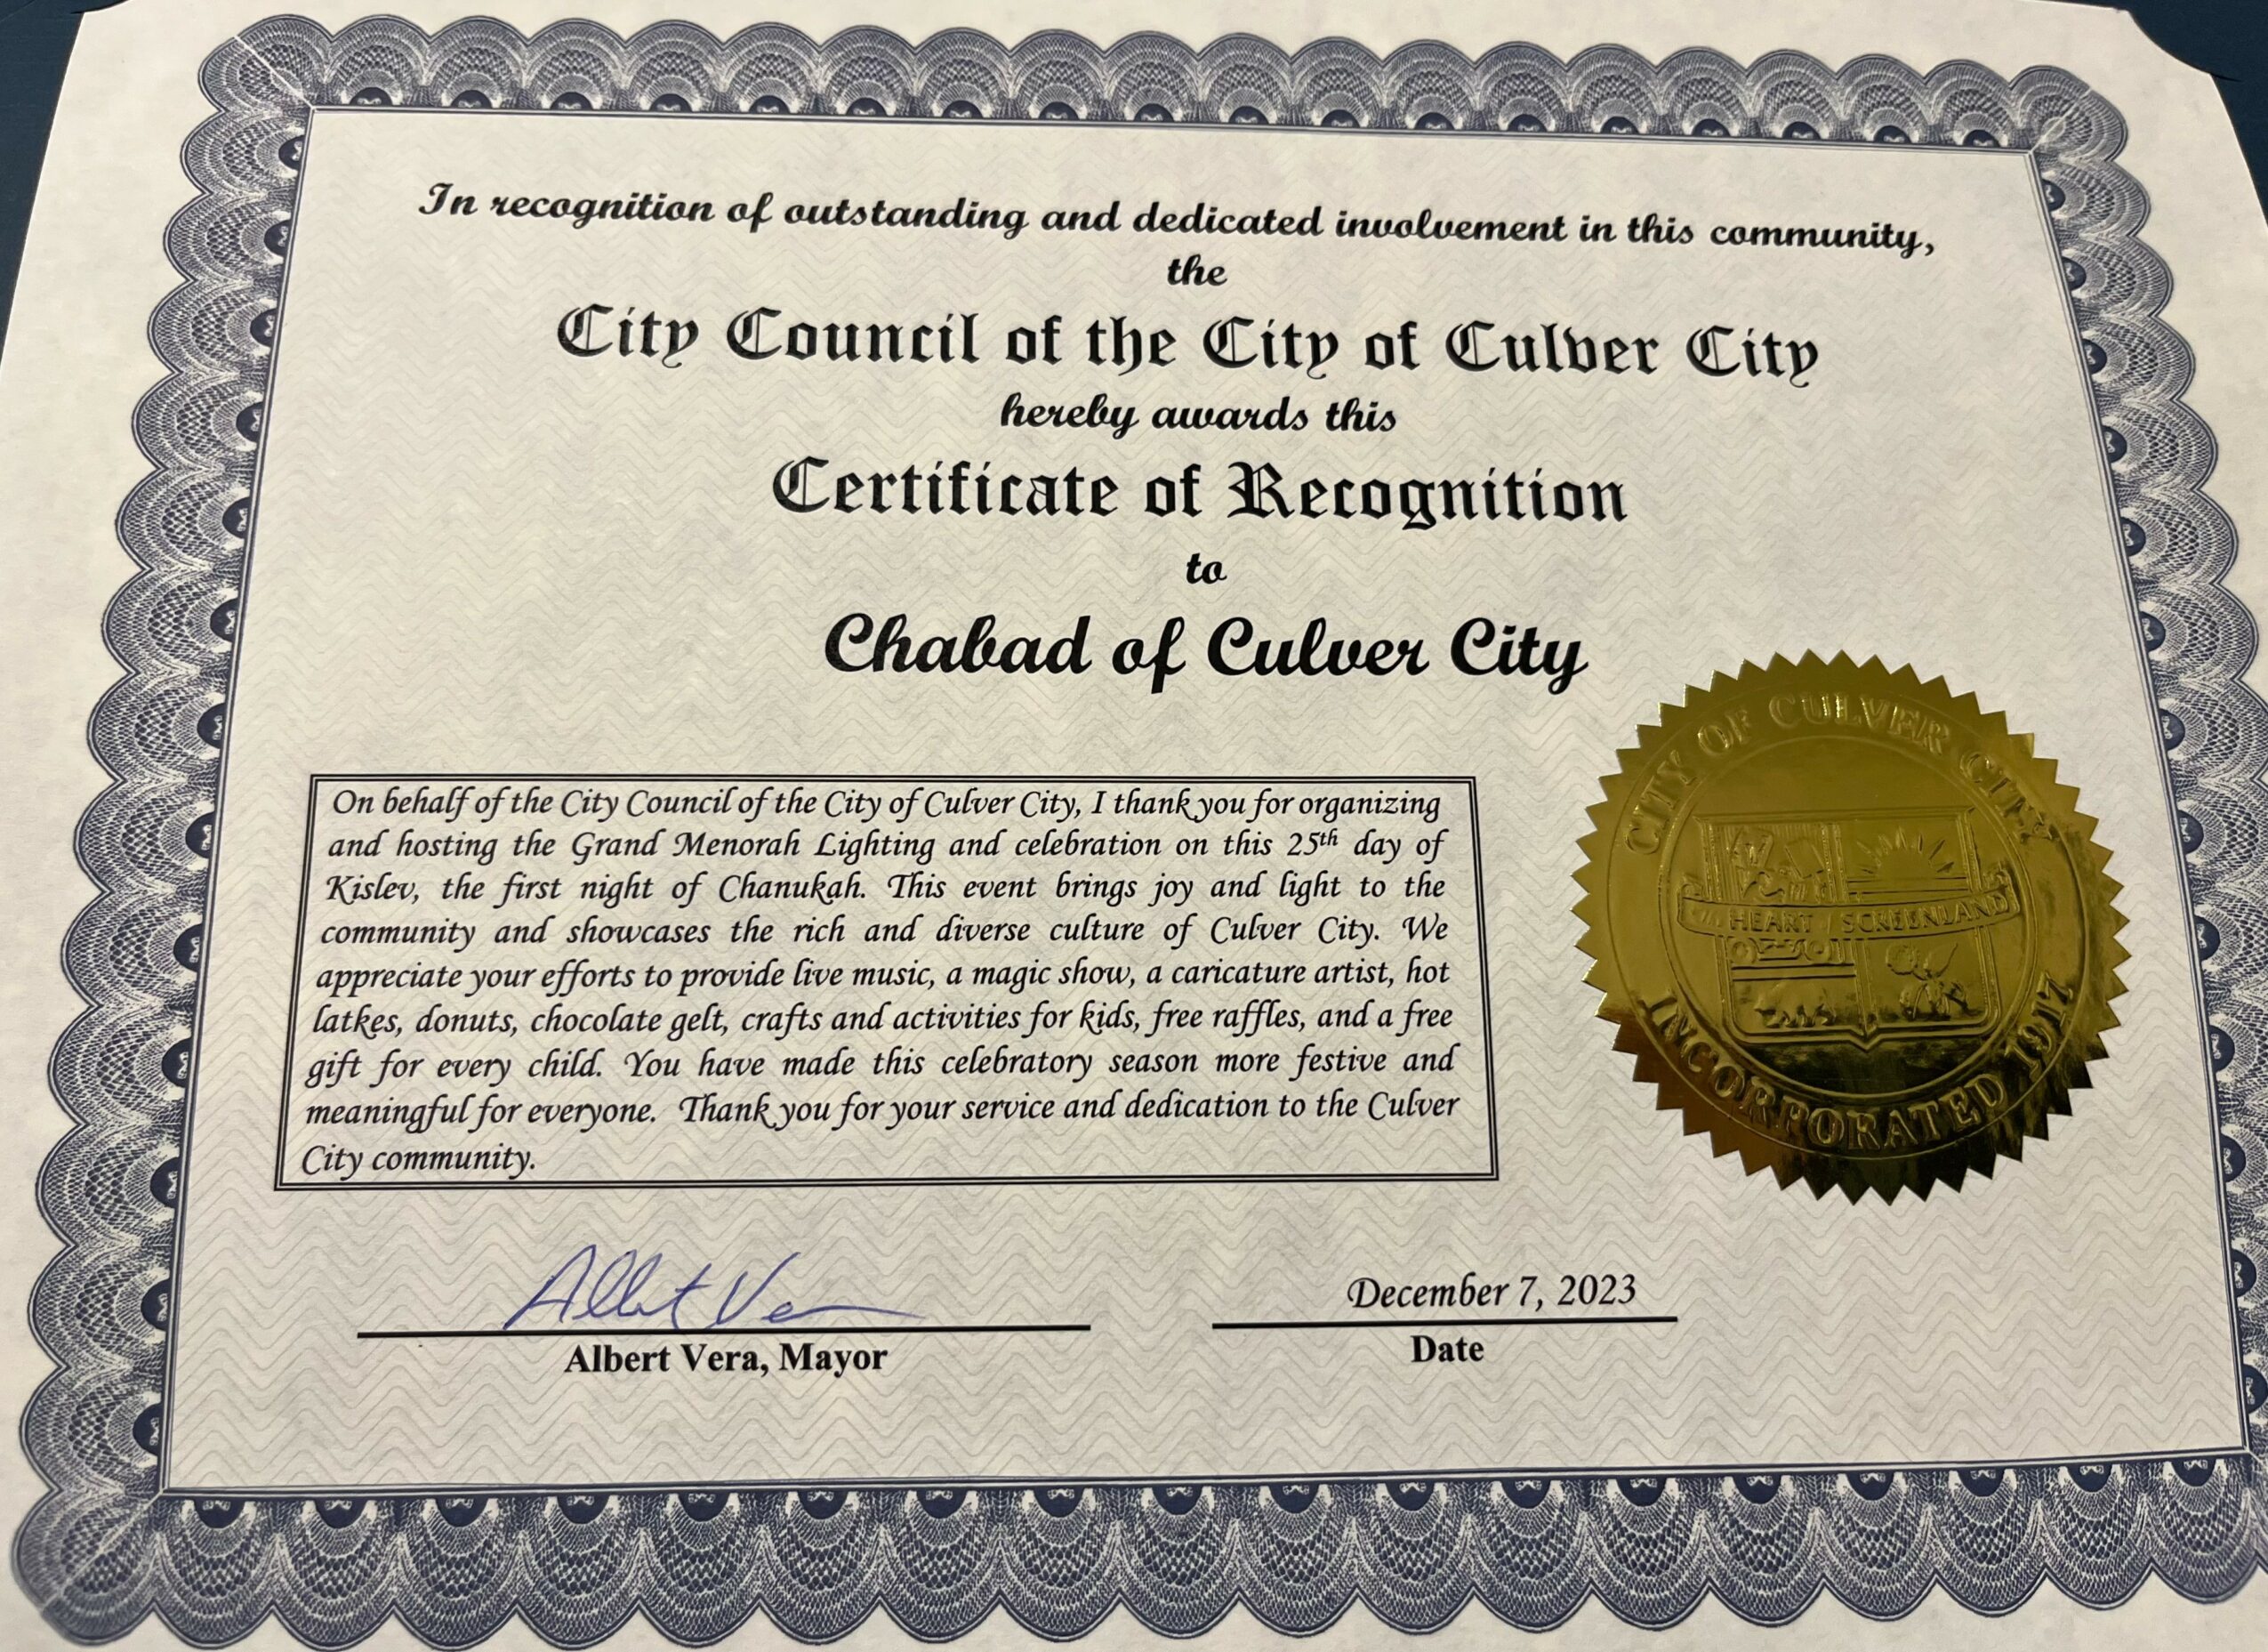 In recognition of outstanding and dedicated involvement in this community,
the
City Council of the City of Culver City
hereby awards this
Certificate of Recognition
to
Chabad of Culver City
On behalf of the City Council of the City of Culver City, I thank you for organizing
and hosting the Grand Menorah Lighting and celebration on this 25th day of
Kislev, the first night of Chanukah. This event brings joy and light to the
community and showcases the rich and diverse culture of Culver City. We
appreciate your efforts to provide live music, a magic show, a caricature artist, hot
latkes, donuts, chocolate gelt, crafts and activities for kids, free raffles, and a free
gift for every child. You have made this celebratory season more festive and
meaningful for everyone. Thank you for your service and dedication to the Culver
City community.
CITY OF CULVER CITY
HEART SCREENLAND
INCORPORATED 1917
Albert Vera
Albert Vera, Mayor
December 7, 2023
Date